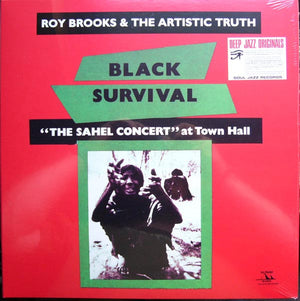 ROY BROOKS & THE ARTISTIC TRUTH
DEEP JAZZ ORIGINALS
BLACK
SURVIVAL
SOUL JAZZ RECORDS
"THE SAHEL CONCERT" at Town Hall